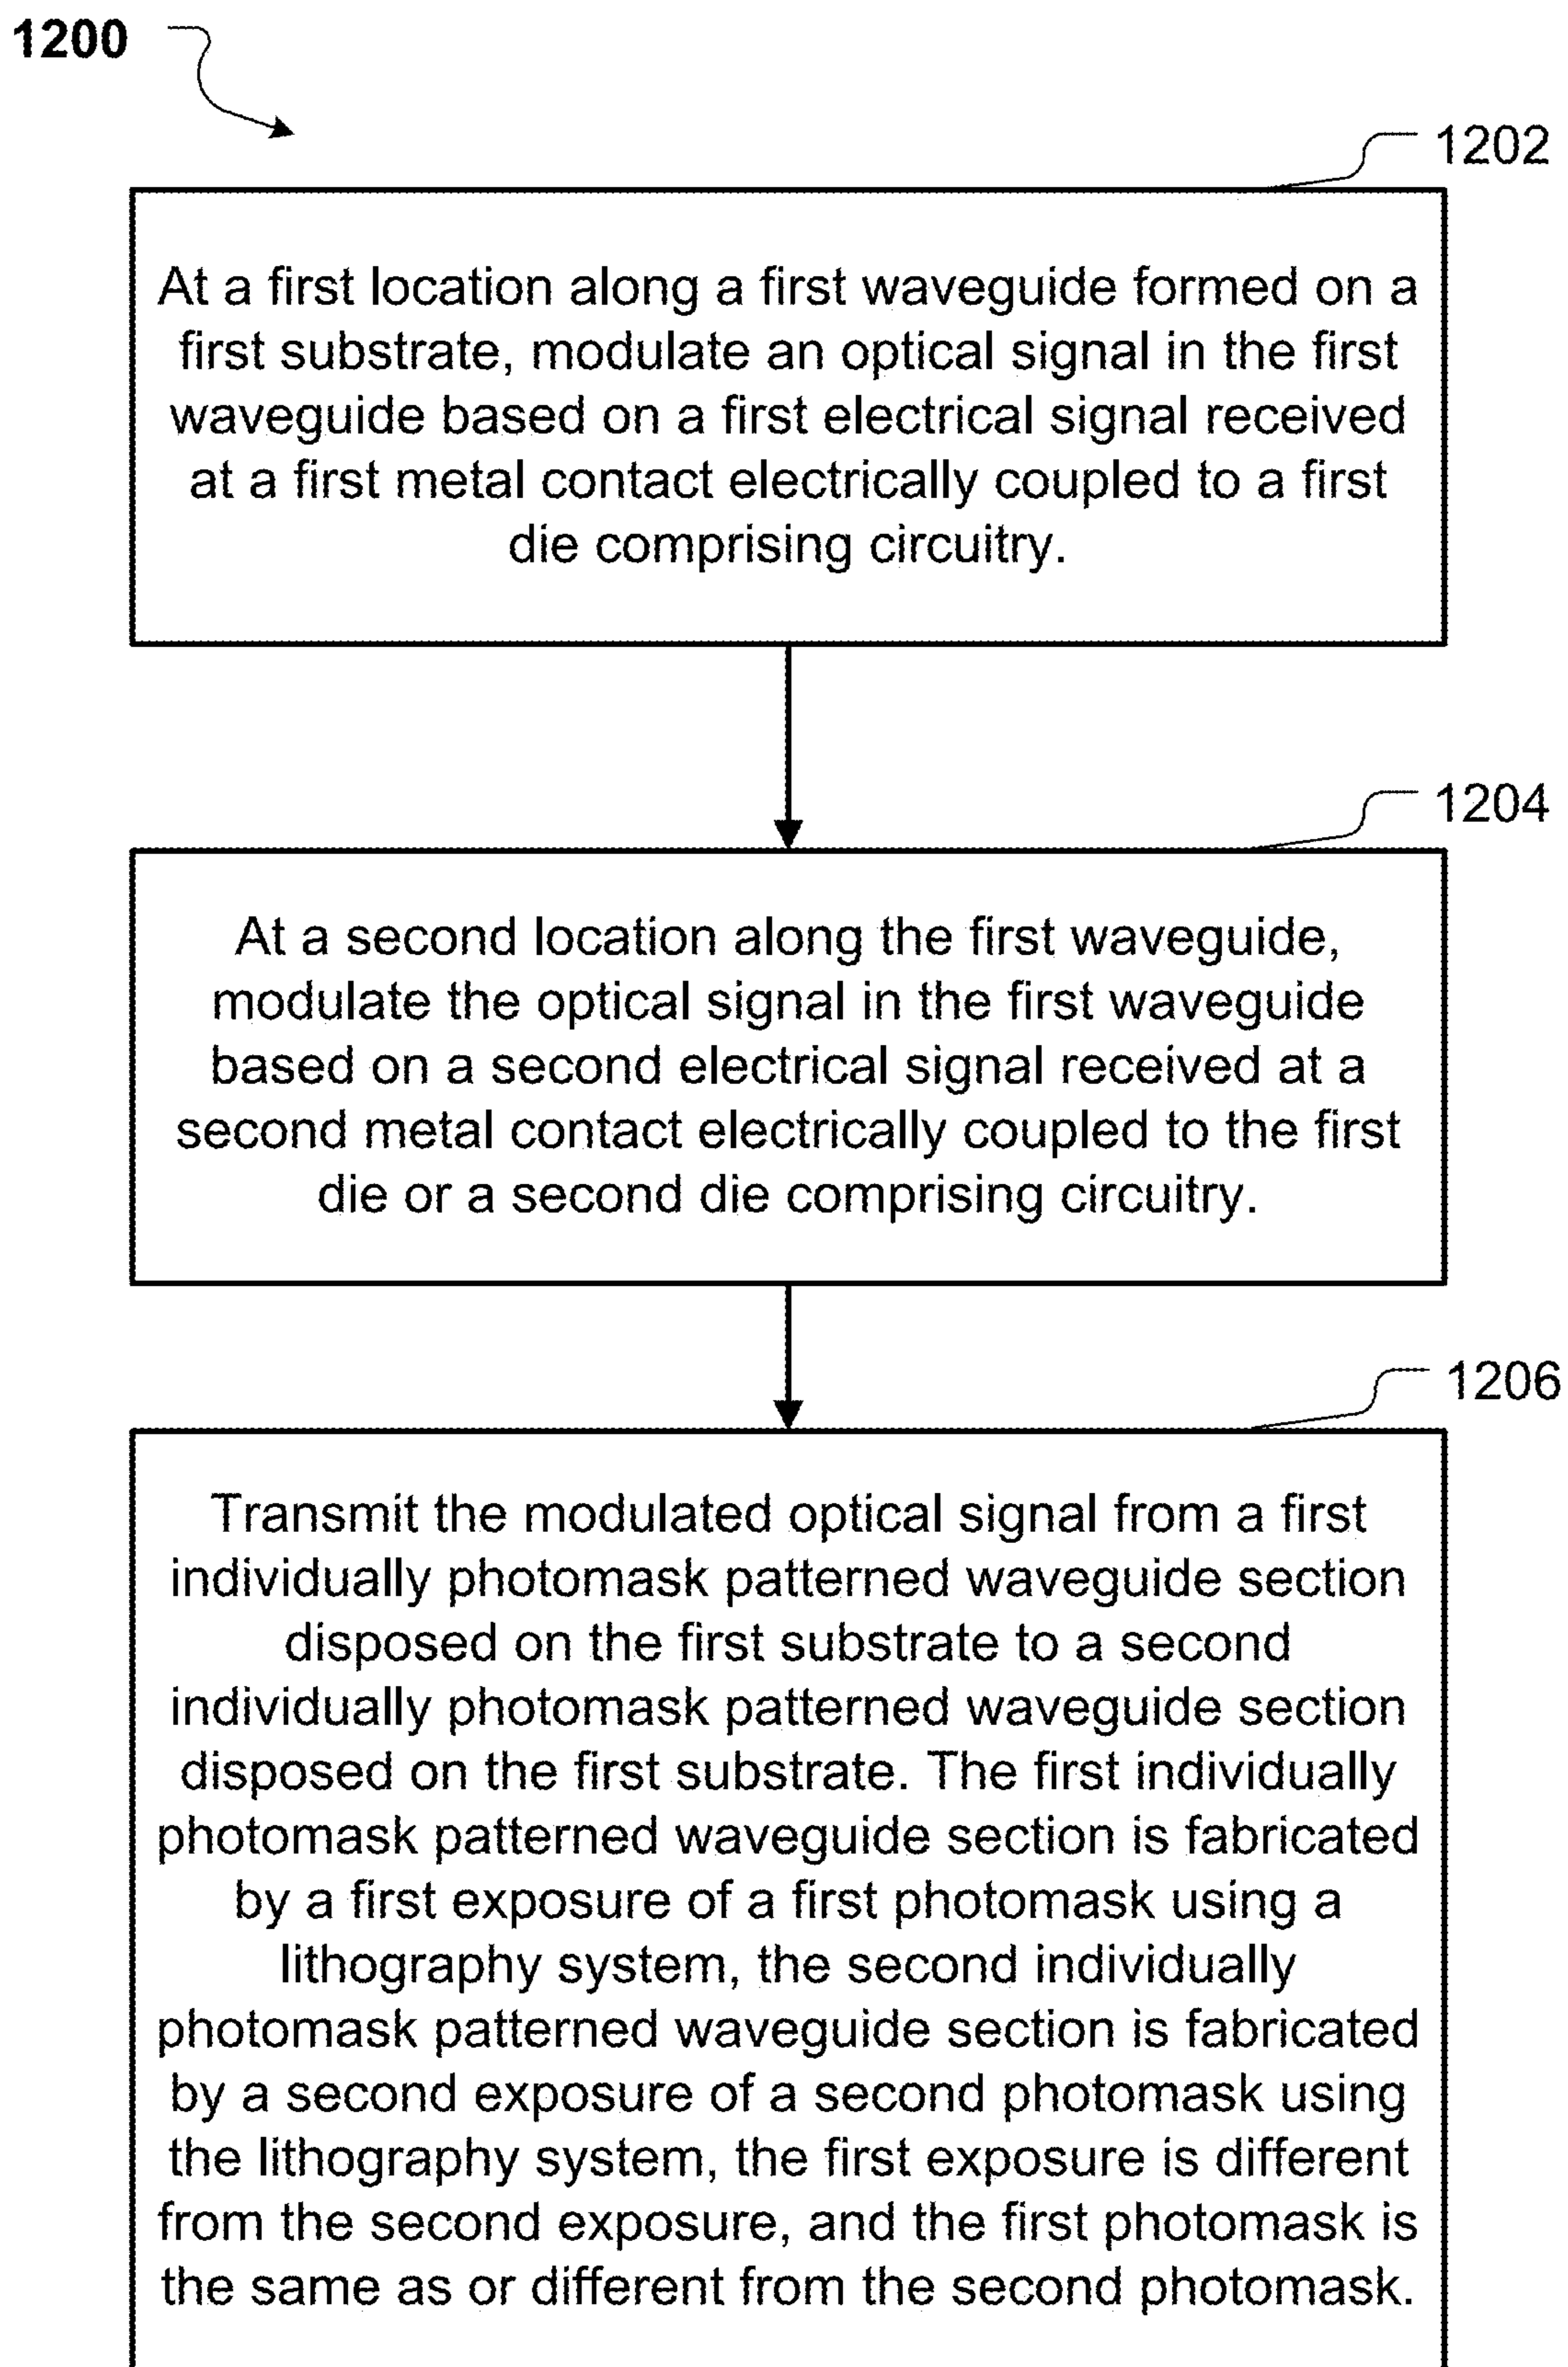 1200
1202
At a first location along a first waveguide formed on a
first substrate, modulate an optical signal in the first
waveguide based on a first electrical signal received
at a first metal contact electrically coupled to a first
die comprising circuitry.
1204
At a second location along the first waveguide,
modulate the optical signal in the first waveguide
based on a second electrical signal received at a
second metal contact electrically coupled to the first
die or a second die comprising circuitry.
1206
Transmit the modulated optical signal from a first
individually photomask patterned waveguide section
disposed on the first substrate to a second
individually photomask patterned waveguide section
disposed on the first substrate. The first individually
photomask patterned waveguide section is fabricated
by a first exposure of a first photomask using a
lithography system, the second individually
photomask patterned waveguide section is fabricated
by a second exposure of a second photomask using
the lithography system, the first exposure is different
from the second exposure, and the first photomask is
the same as or different from the second photomask.